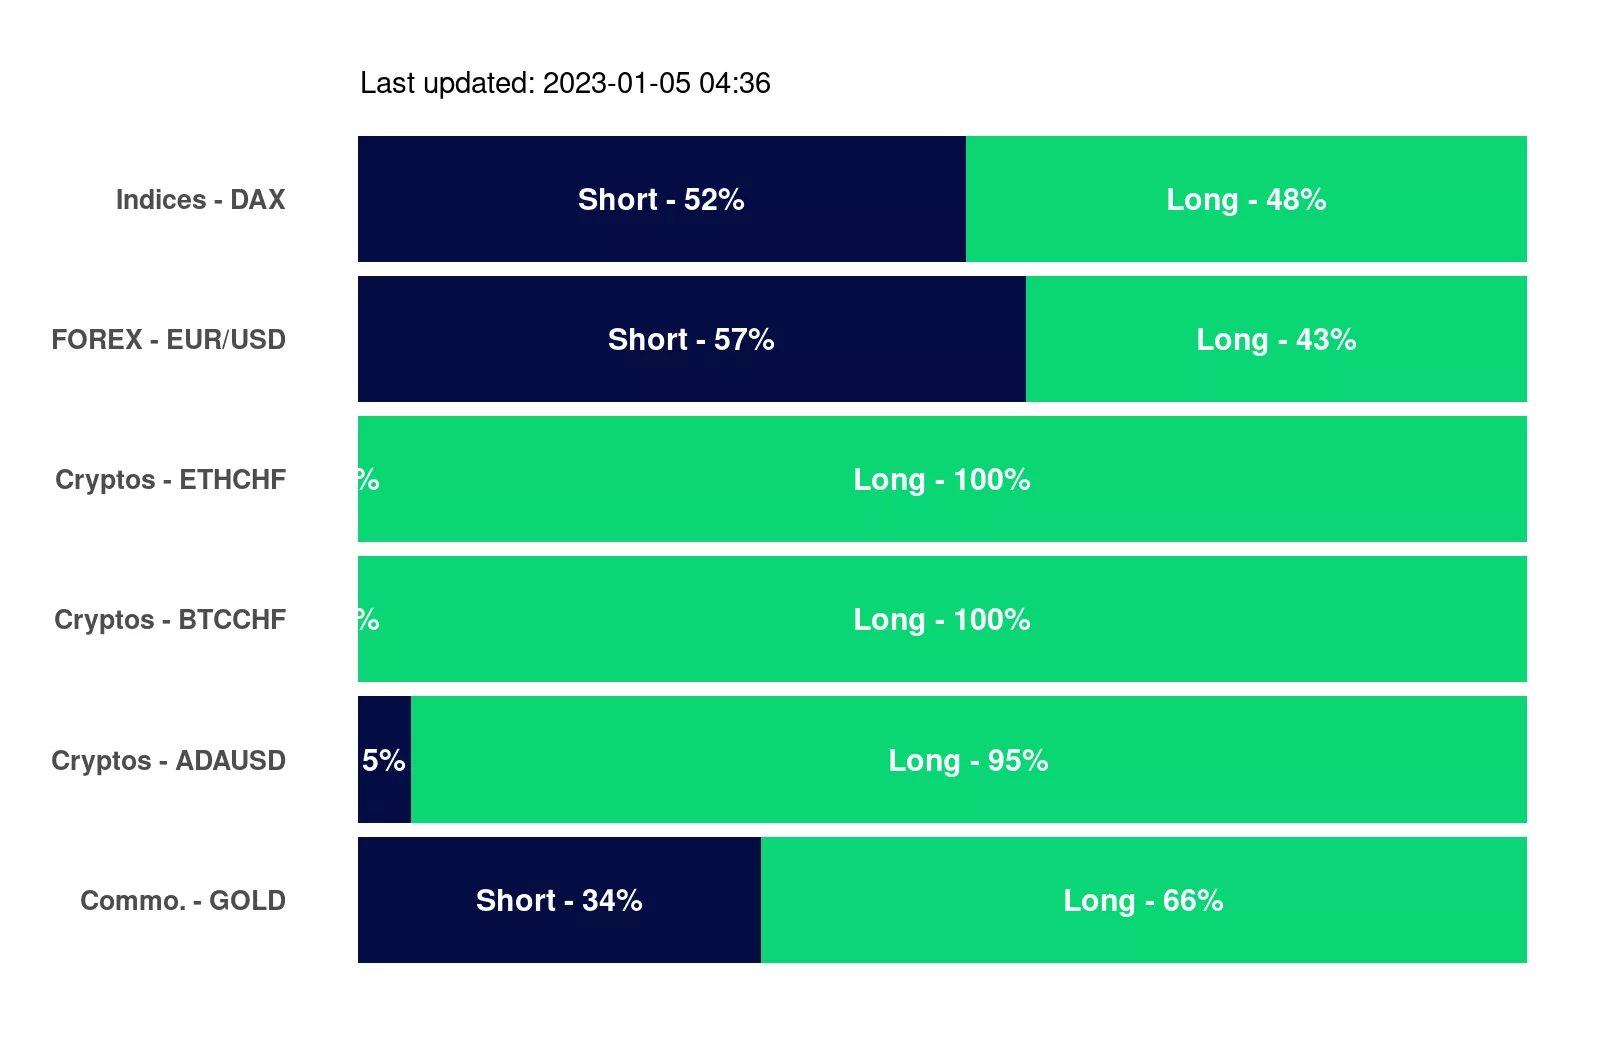 Last updated: 2023-01-05 04:36
Indices - DAX Short - 52% Long - 48%
FOREX - EUR/USD Short - 57% Long - 43%
Cryptos - ETHCHF % Long - 100%
Cryptos - BTCCHF % Long - 100%
Cryptos - ADAUSD 5% Long - 95%
Commo. - GOLD Short - 34% Long - 66%